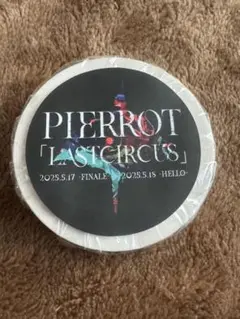 PIERROT
「LASTCIRCUS」
2025.5.17 -FINALE- 2025.5.18 -HELLO-